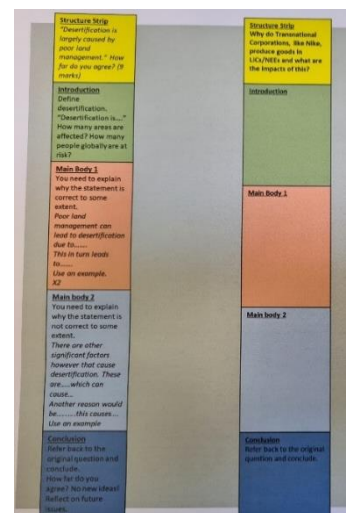 Structure Strip
"Desertification is
largely caused by
poor land
management." How
far do you agree? (9
marks)
Introduction
Define
desertification.
"Desertification is...."
How many areas are
affected? How many
people globally are at
risk?
Main Body 1
You need to explain
why the statement is
correct to some
extent.
Poor land
management can
lead to desertification
due to......
This in turn leads
to......
Use an example.
X2
Main body 2
You need to explain
why the statement is
not correct to some
extent.
There are other
significant factors
however that cause
desertification. These
are.....which can
cause...
Another reason would
be.........this causes....
Use an example
Conclusion
Refer back to the
original question and
conclude.
How far do you
agree? No new ideas!
Reflect on future
issues.
Structure Strip
Why do Transnational
Corporations, like Nike,
produce goods in
LICs/NEEs and what are
the impacts of this?
Introduction
Main Body 1
Main body 2
Conclusion
Refer back to the original
question and conclude.